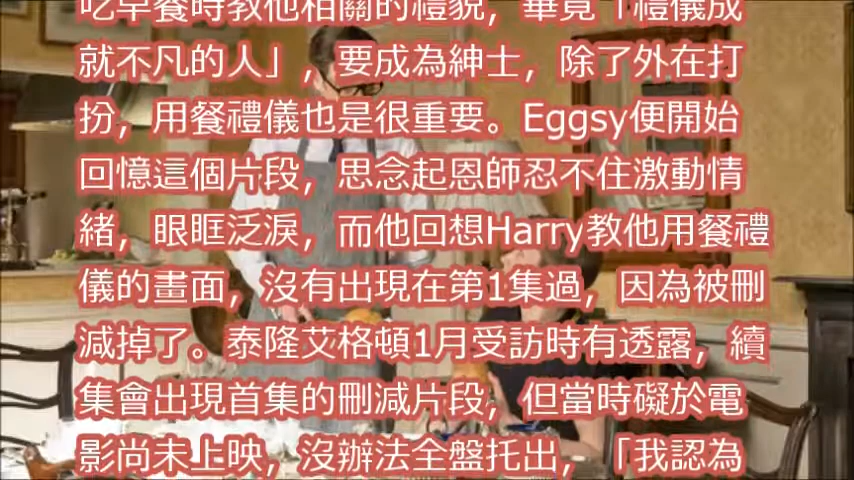 吃早餐時教他相關的禮貌，畢竟「禮儀成
就不凡的人」，要成為紳士，除了外在打
扮，用餐禮儀也是很重要。Eggsy便開始
回憶這個片段，思念起恩師忍不住激動情
緒，眼眶泛淚，而他回想Harry教他用餐禮
儀的畫面，沒有出現在第1集過，因為被刪
減掉了。泰隆艾格頓1月受訪時有透露，續
集會出現首集的刪減片段，但當時礙於電
影尚未上映，沒辦法全盤托出，「我認為